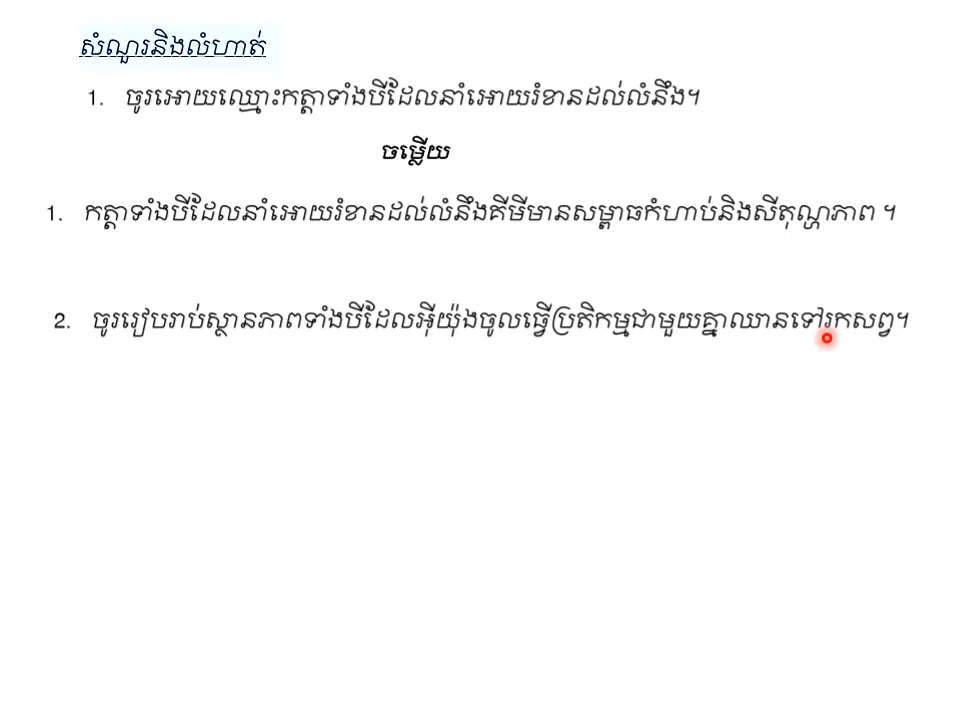 សំណួរនិងលំហាត់
1. ចូរអោយឈ្មោះកត្តាទាំងបីដែលនាំអោយរំខានដល់លំនឹង។
ចម្លើយ
1. កត្តាទាំងបីដែលនាំអោយរំខានដល់លំនឹងគីមីមានសម្ពាធកំហាប់និងសីតុណ្ហភាព ។
2. ចូររៀបរាប់ស្ថានភាពទាំងបីដែលអ៊ីយ៉ុងចូលធ្វើប្រតិកម្មជាមួយគ្នាឈានទៅរកសព្វ។